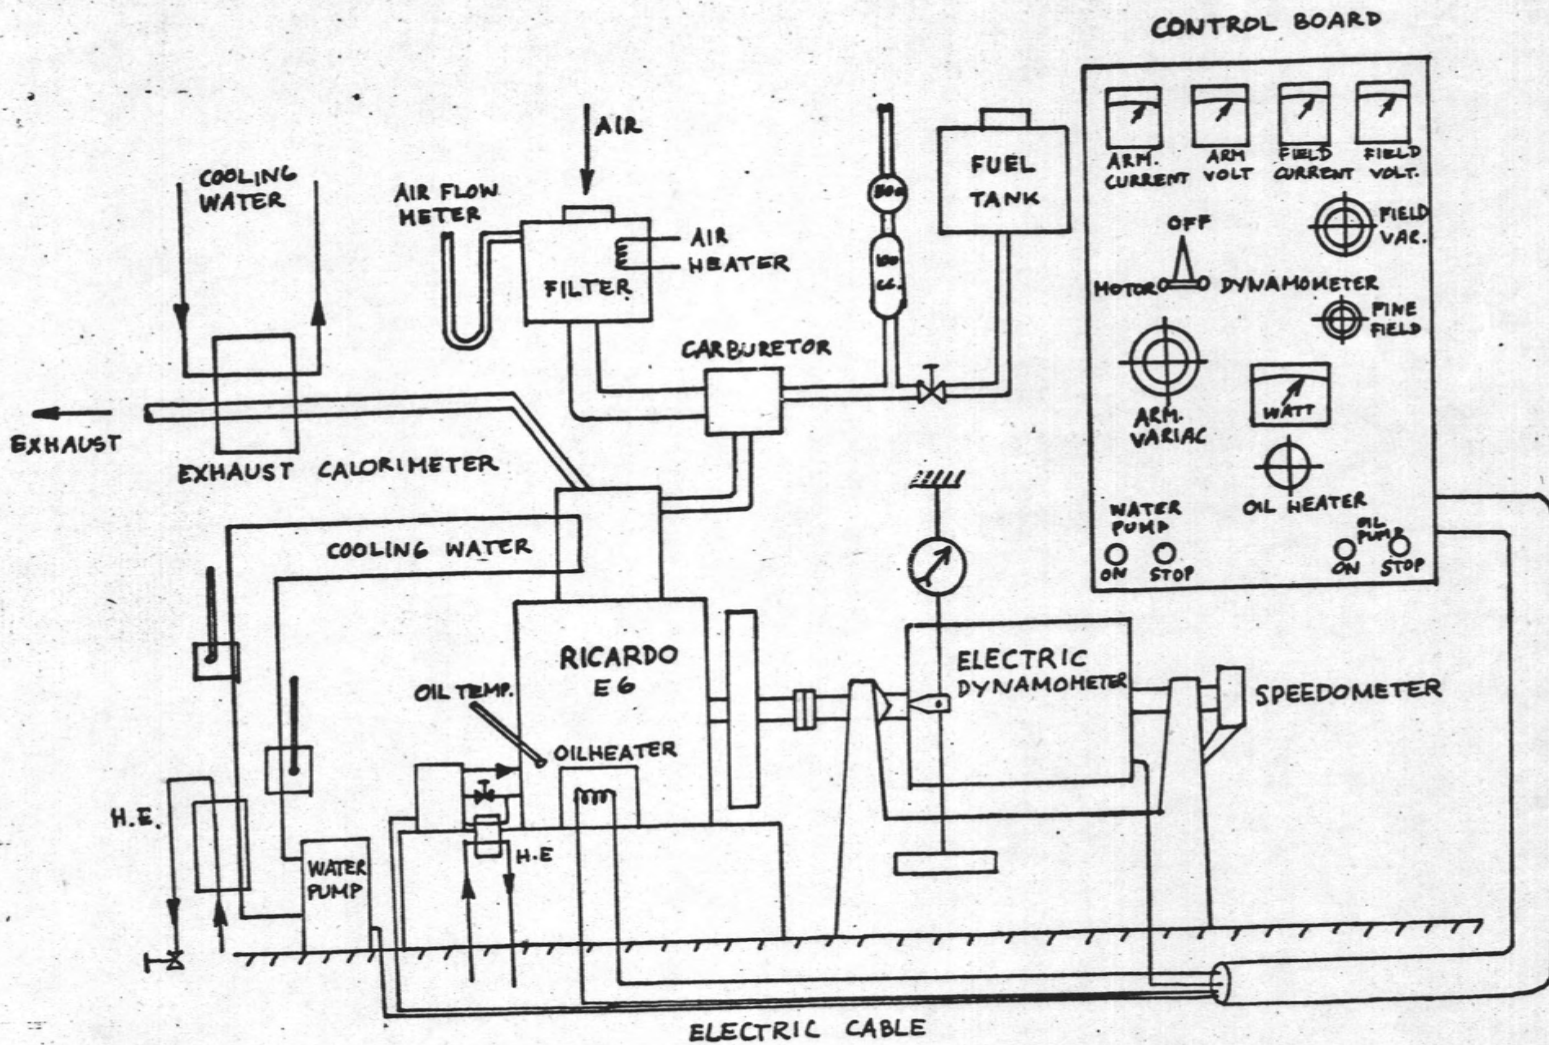 CONTROL BOARD
ARM.
CURRENT
ARM
VOLT
FIELD
CURRENT
FIELD
VOLT.
OFF
FIELD
VAR.
MOTOR
DYNAMOMETER
FINE
FIELD
ARM.
VARIAC
WATT
OIL HEATER
WATER
PUMP
ON
STOP
OIL
PUMP
ON
STOP
AIR
COOLING
WATER
AIR FLOW
METER
AIR
HEATER
FILTER
FUEL
TANK
CC.
CARBURETOR
EXHAUST
EXHAUST CALORIMETER
COOLING WATER
RICARDO
E6
OIL TEMP.
OILHEATER
ELECTRIC
DYNAMOMETER
SPEEDOMETER
H.E.
H.E
WATER
PUMP
ELECTRIC CABLE